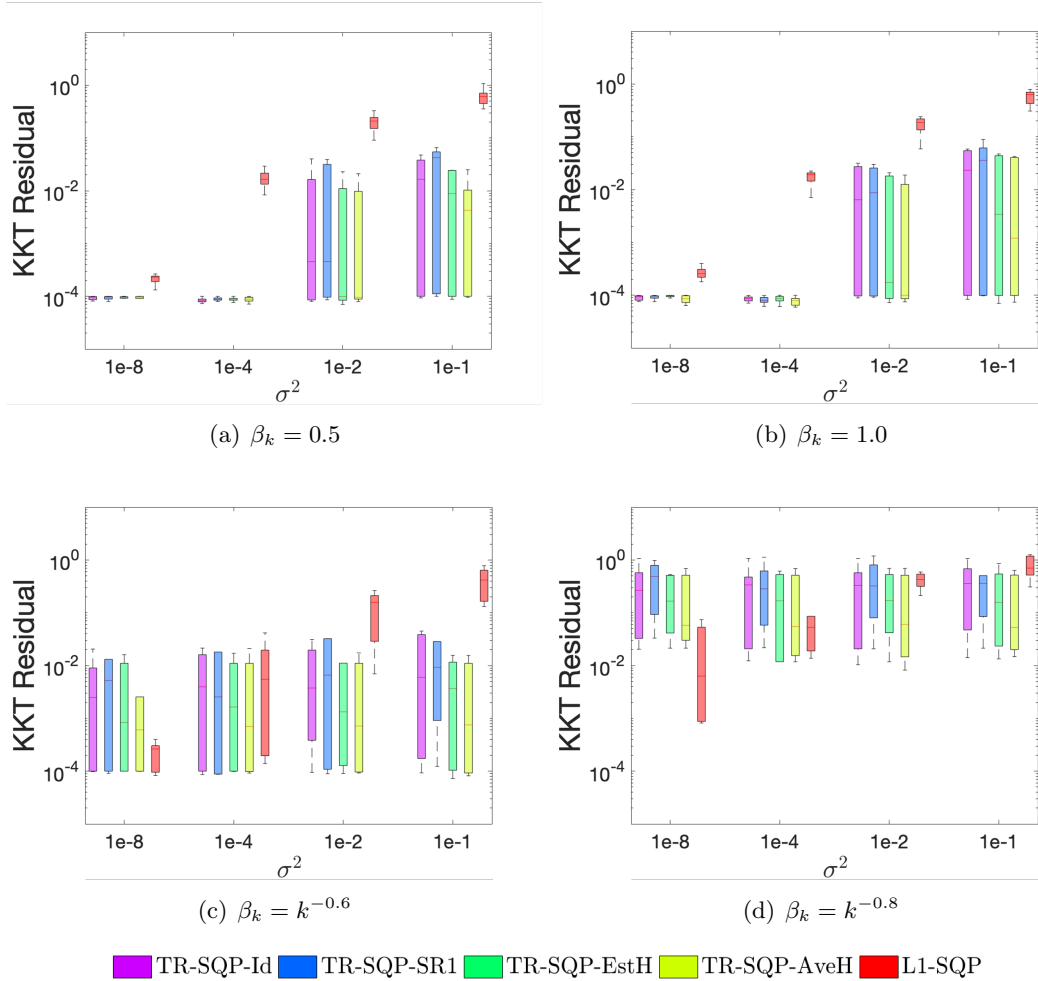 KKT Residual
10^0
10^-2
10^-4
1e-8 1e-4 1e-2 1e-1
σ^2
(a) β_k = 0.5
KKT Residual
10^0
10^-2
10^-4
1e-8 1e-4 1e-2 1e-1
σ^2
(b) β_k = 1.0
KKT Residual
10^0
10^-2
10^-4
1e-8 1e-4 1e-2 1e-1
σ^2
(c) β_k = k^-0.6
KKT Residual
10^0
10^-2
10^-4
1e-8 1e-4 1e-2 1e-1
σ^2
(d) β_k = k^-0.8
TR-SQP-Id TR-SQP-SR1 TR-SQP-EstH TR-SQP-AveH L1-SQP